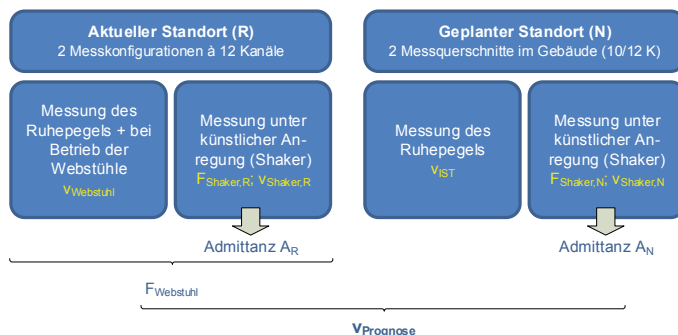 Aktueller Standort (R)
2 Messkonfigurationen à 12 Kanäle
Geplanter Standort (N)
2 Messquerschnitte im Gebäude (10/12 K)
Messung des
Ruhepegels + bei
Betrieb der
Webstühle
vWebstuhl
Messung unter
künstlicher An-
regung (Shaker)
FShaker,R; vShaker,R
Messung des
Ruhepegels
vIST
Messung unter
künstlicher An-
regung (Shaker)
FShaker,N; vShaker,N
Admittanz AR
Admittanz AN
FWebstuhl
vPrognose